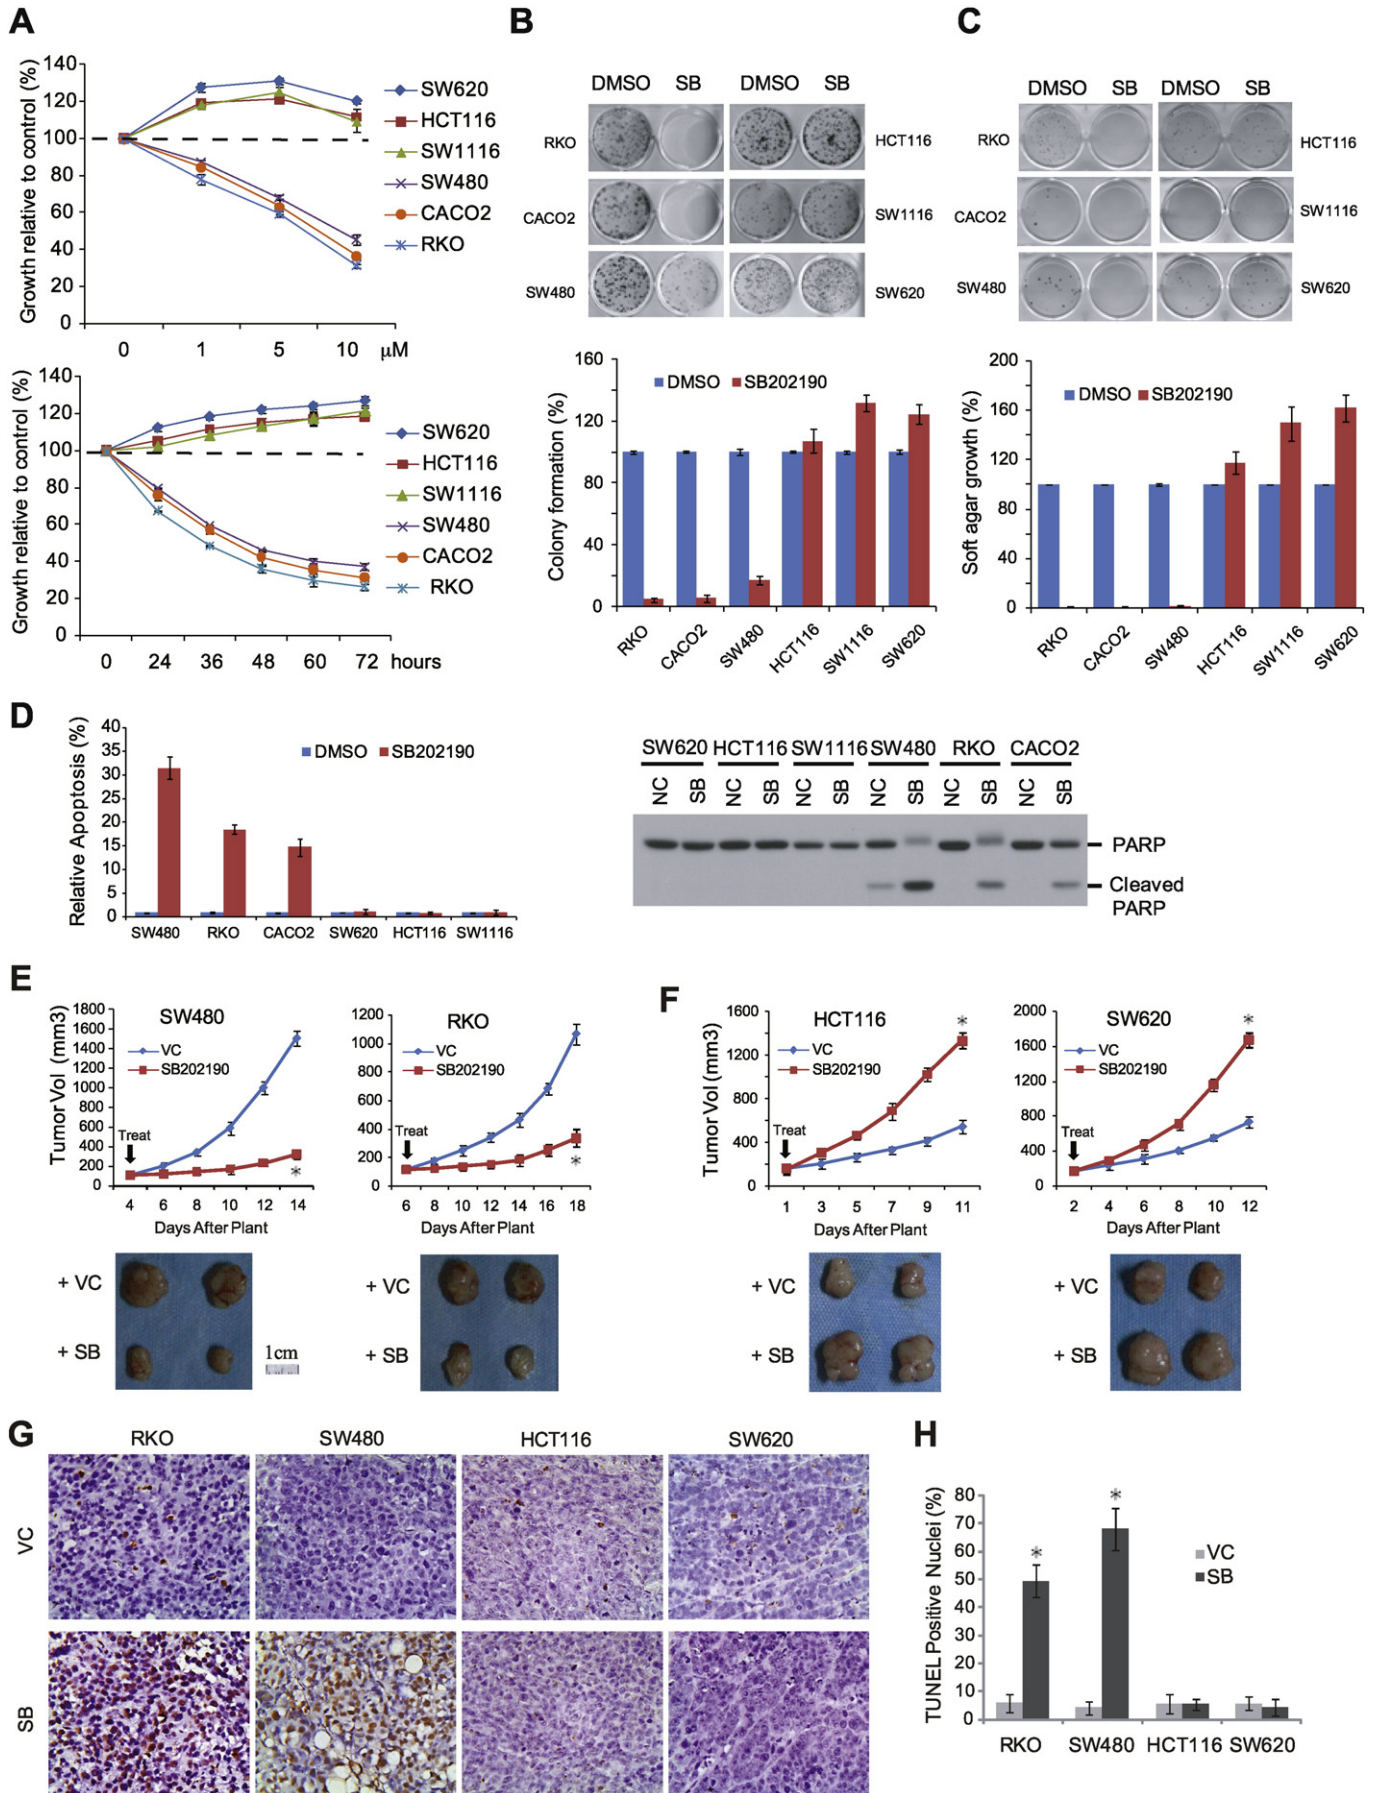 A
Growth relative to control (%)
140
120
100
80
60
40
20
0
0 1 5 10 μM
SW620
HCT116
SW1116
SW480
CACO2
RKO
Growth relative to control (%)
140
120
100
80
60
40
20
0
0 24 36 48 60 72 hours
SW620
HCT116
SW1116
SW480
CACO2
RKO
B
DMSO SB DMSO SB
RKO HCT116
CACO2 SW1116
SW480 SW620
Colony formation (%)
160
120
80
40
0
DMSO SB202190
RKO CACO2 SW480 HCT116 SW1116 SW620
C
DMSO SB DMSO SB
RKO HCT116
CACO2 SW1116
SW480 SW620
Soft agar growth (%)
200
160
120
80
40
0
DMSO SB202190
RKO CACO2 SW480 HCT116 SW1116 SW620
D
Relative Apoptosis (%)
40
35
30
25
20
15
10
5
0
DMSO SB202190
SW480 RKO CACO2 SW620 HCT116 SW1116
SW620 HCT116 SW1116 SW480 RKO CACO2
NC SB NC SB NC SB NC SB NC SB NC SB
PARP
Cleaved
PARP
E
Tumor Vol (mm3)
1800
1600
1400
1200
1000
800
600
400
200
0
SW480
VC
SB202190
Treat
*
4 6 8 10 12 14
Days After Plant
1200
1000
800
600
400
200
0
RKO
VC
SB202190
Treat
*
6 8 10 12 14 16 18
Days After Plant
+ VC
+ SB
1cm
+ VC
+ SB
F
Tumor Vol (mm3)
1600
1200
800
400
0
HCT116
VC
SB202190
Treat
*
1 3 5 7 9 11
Days After Plant
2000
1600
1200
800
400
0
SW620
VC
SB202190
Treat
*
2 4 6 8 10 12
Days After Plant
+ VC
+ SB
+ VC
+ SB
G
RKO SW480 HCT116 SW620
VC
SB
H
TUNEL Positive Nuclei (%)
80
70
60
50
40
30
20
10
0
* *
VC
SB
RKO SW480 HCT116 SW620